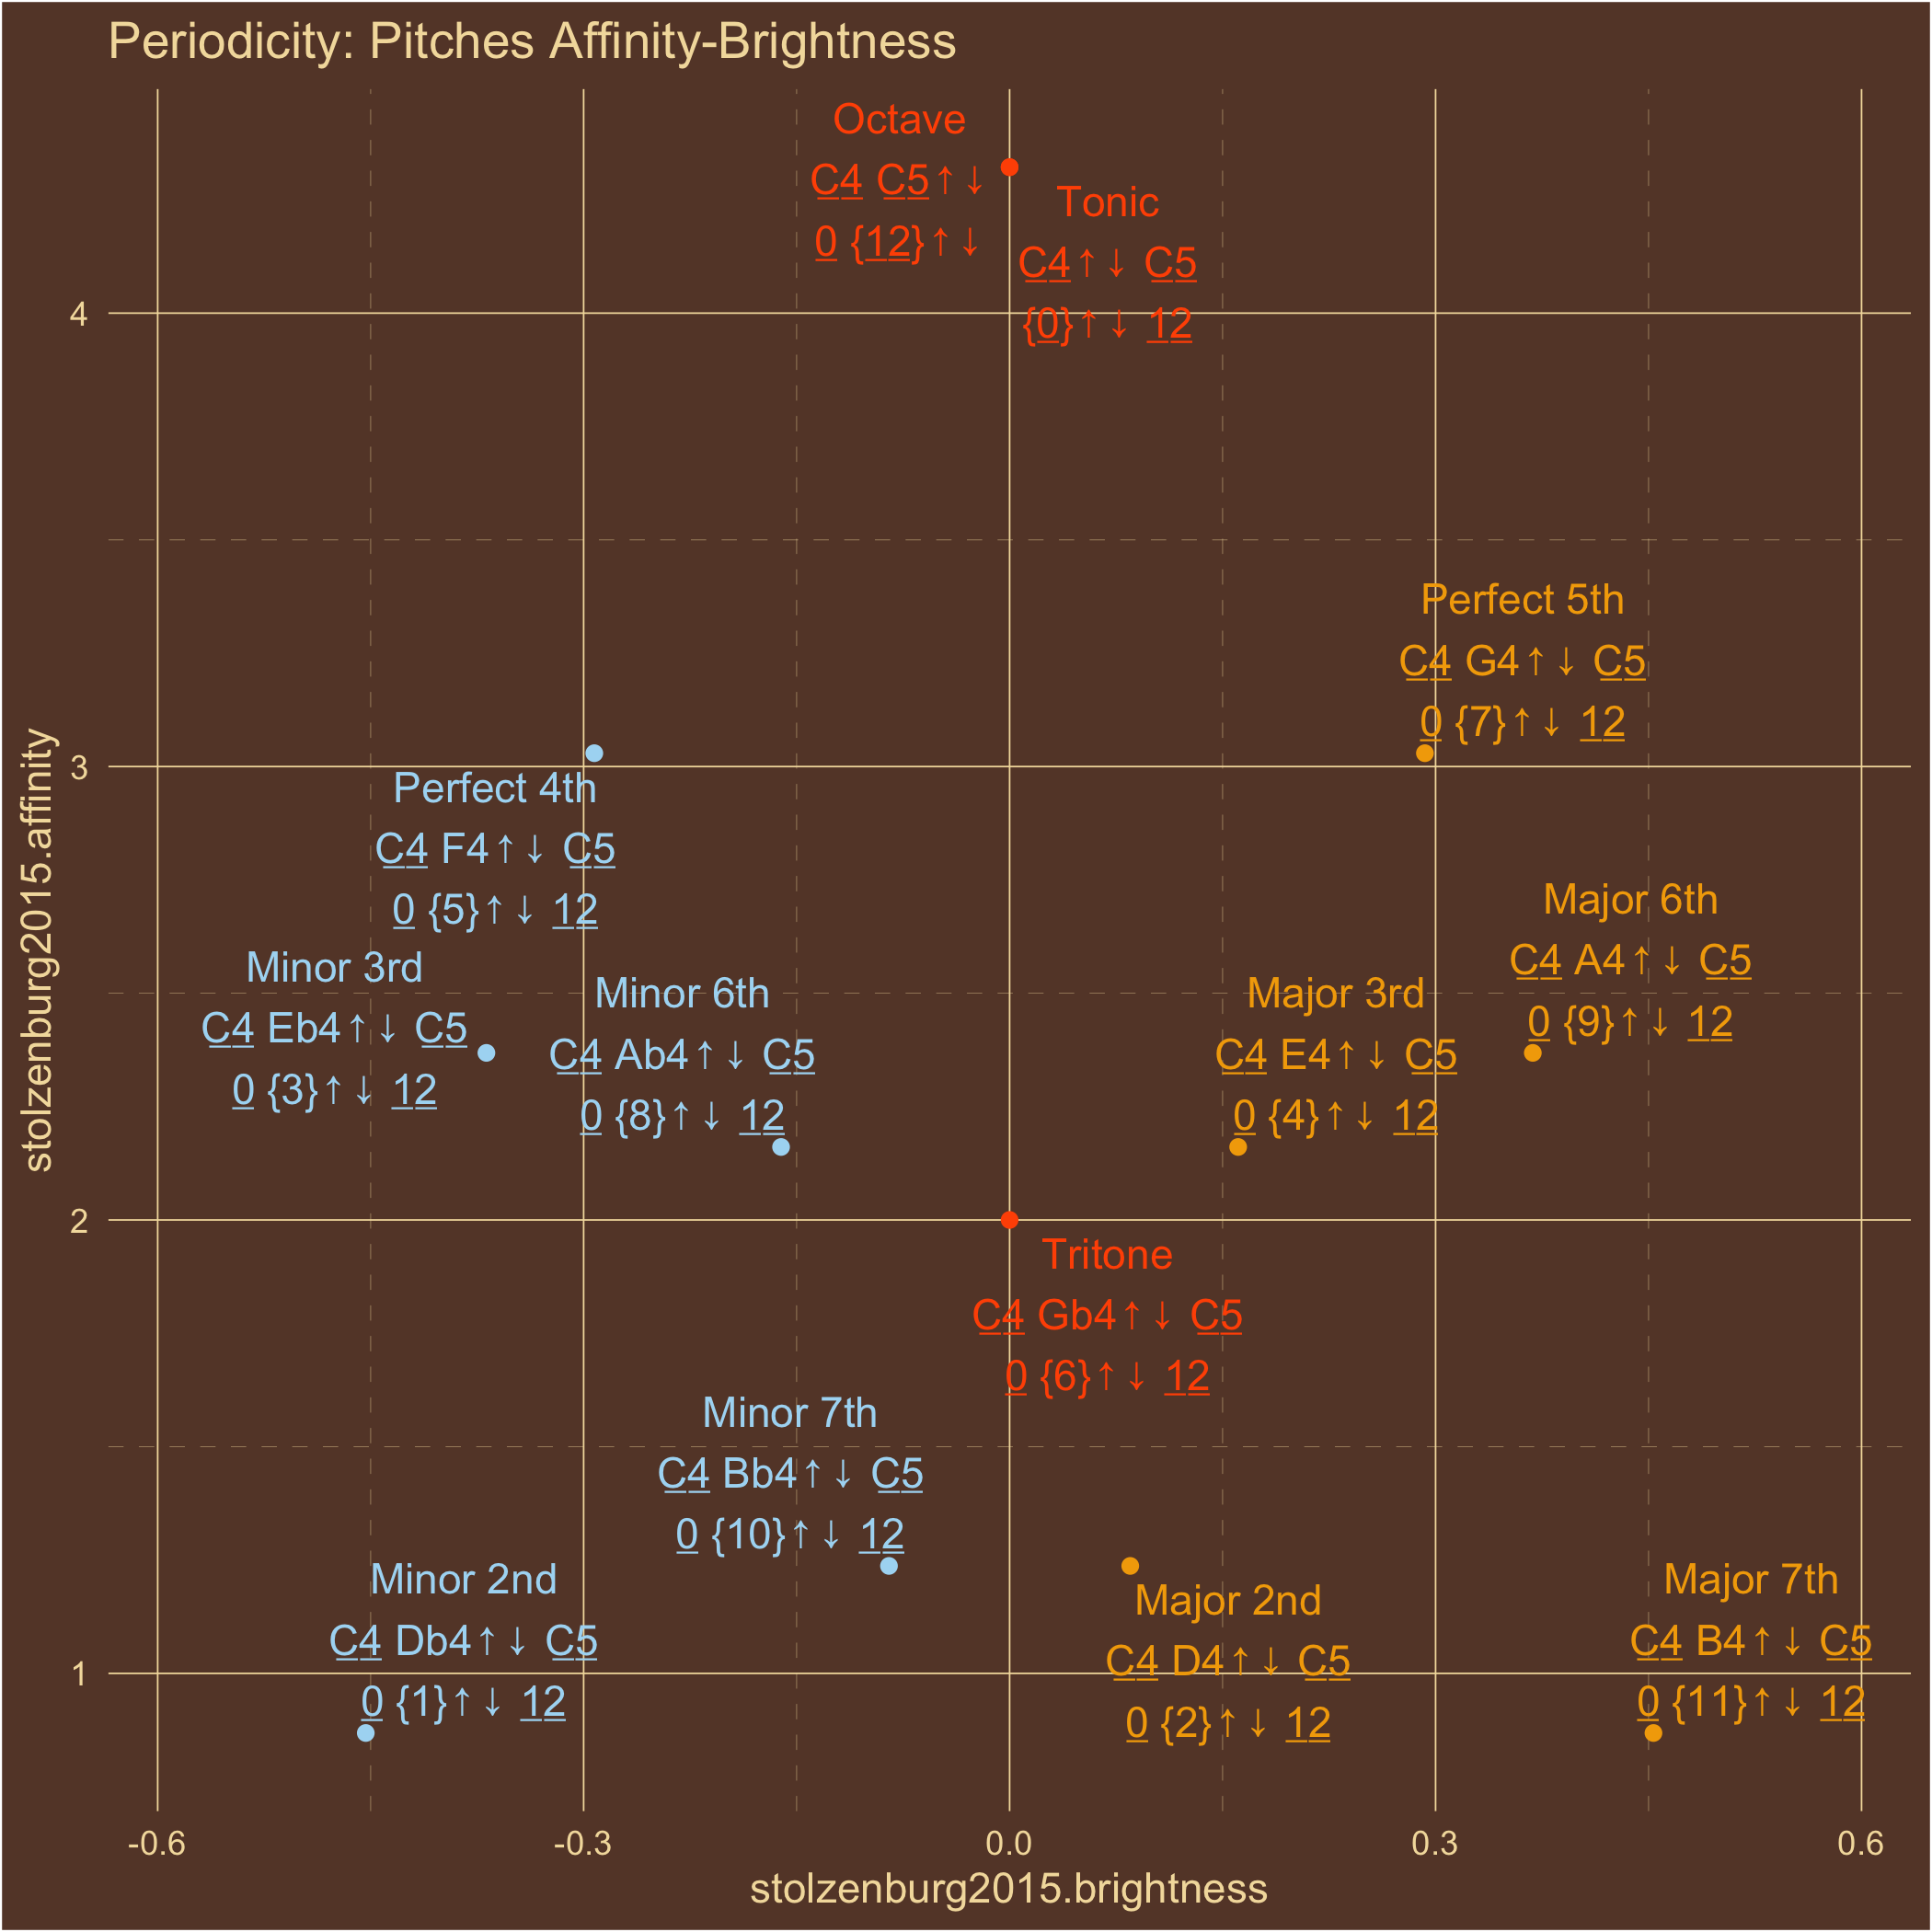 Periodicity: Pitches Affinity-Brightness
Octave
C4 C5↑↓
0 {12}↑↓
Tonic
C4↑↓ C5
{0}↑↓ 12
4
Perfect 5th
C4 G4↑↓ C5
0 {7}↑↓ 12
3
Perfect 4th
C4 F4↑↓ C5
0 {5}↑↓ 12
Major 6th
C4 A4↑↓ C5
0 {9}↑↓ 12
Minor 3rd
C4 Eb4↑↓ C5
0 {3}↑↓ 12
Minor 6th
C4 Ab4↑↓ C5
0 {8}↑↓ 12
Major 3rd
C4 E4↑↓ C5
0 {4}↑↓ 12
stolzenburg2015.affinity
2
Tritone
C4 Gb4↑↓ C5
0 {6}↑↓ 12
Minor 7th
C4 Bb4↑↓ C5
0 {10}↑↓ 12
Minor 2nd
C4 Db4↑↓ C5
0 {1}↑↓ 12
Major 2nd
C4 D4↑↓ C5
0 {2}↑↓ 12
Major 7th
C4 B4↑↓ C5
0 {11}↑↓ 12
1
-0.6 -0.3 0.0 0.3 0.6
stolzenburg2015.brightness